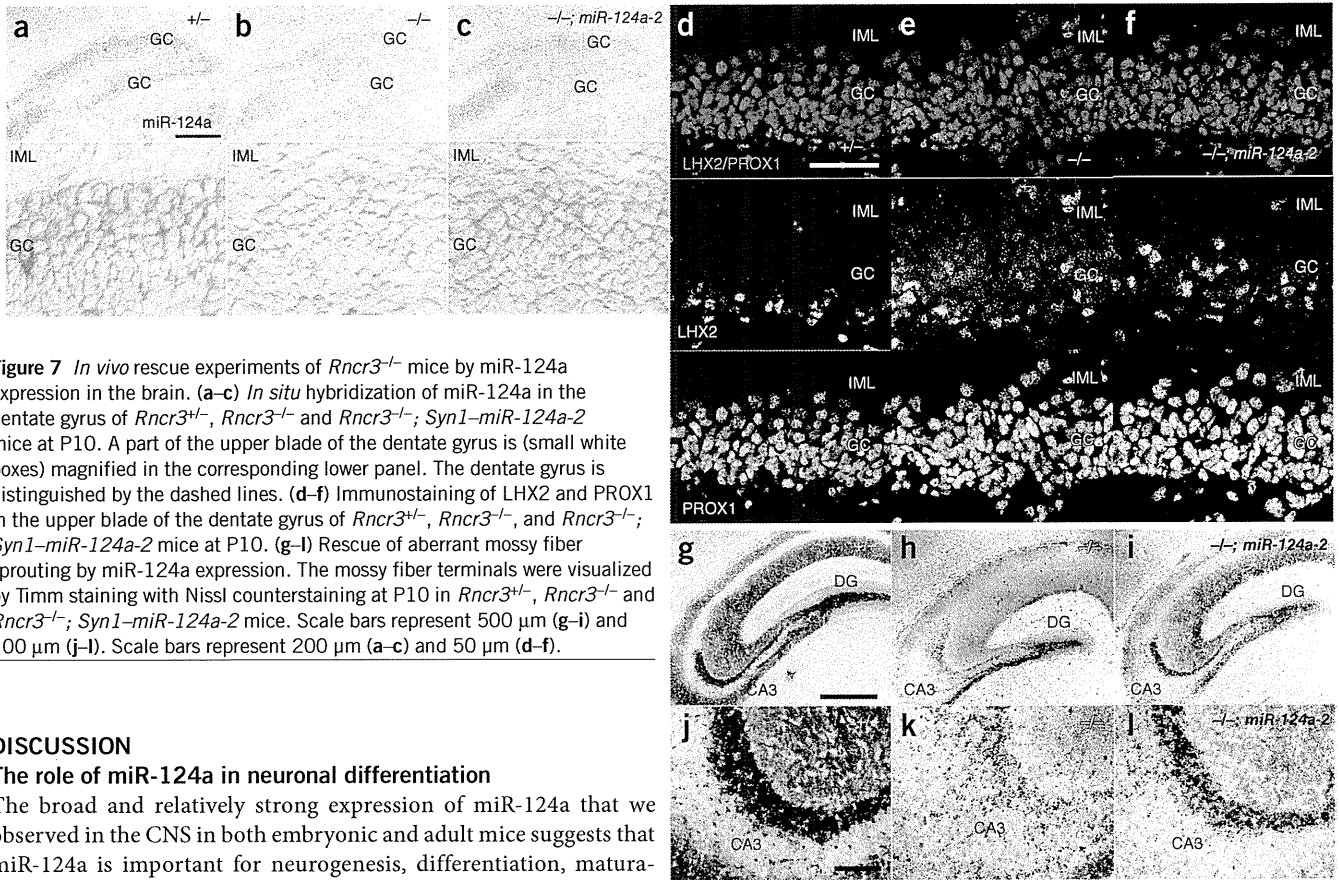 a
+/–
GC
GC
miR-124a
IML
GC
b
–/–
GC
GC
IML
GC
c
–/–; miR-124a-2
GC
GC
IML
GC
d
IML
GC
+/–
LHX2/PROX1
e
IML
GC
–/–
f
IML
GC
–/–; miR-124a-2
IML
GC
LHX2
IML
GC
IML
GC
IML
GC
PROX1
IML
GC
IML
GC
g
DG
CA3
h
–/–
DG
CA3
i
–/–; miR-124a-2
DG
CA3
j
CA3
k
–/–
CA3
l
–/–; miR-124a-2
CA3
igure 7 In vivo rescue experiments of Rncr3–/– mice by miR-124a
xpression in the brain. (a–c) In situ hybridization of miR-124a in the
entate gyrus of Rncr3+/–, Rncr3–/– and Rncr3–/–; Syn1–miR-124a-2
mice at P10. A part of the upper blade of the dentate gyrus is (small white
oxes) magnified in the corresponding lower panel. The dentate gyrus is
istinguished by the dashed lines. (d–f) Immunostaining of LHX2 and PROX1
n the upper blade of the dentate gyrus of Rncr3+/–, Rncr3–/–, and Rncr3–/–;
Syn1–miR-124a-2 mice at P10. (g–l) Rescue of aberrant mossy fiber
prouting by miR-124a expression. The mossy fiber terminals were visualized
y Timm staining with Nissl counterstaining at P10 in Rncr3+/–, Rncr3–/– and
Rncr3–/–; Syn1–miR-124a-2 mice. Scale bars represent 500 µm (g–i) and
00 µm (j–l). Scale bars represent 200 µm (a–c) and 50 µm (d–f).
DISCUSSION
The role of miR-124a in neuronal differentiation
The broad and relatively strong expression of miR-124a that we
observed in the CNS in both embryonic and adult mice suggests that
miR-124a is important for neurogenesis, differentiation, matura-